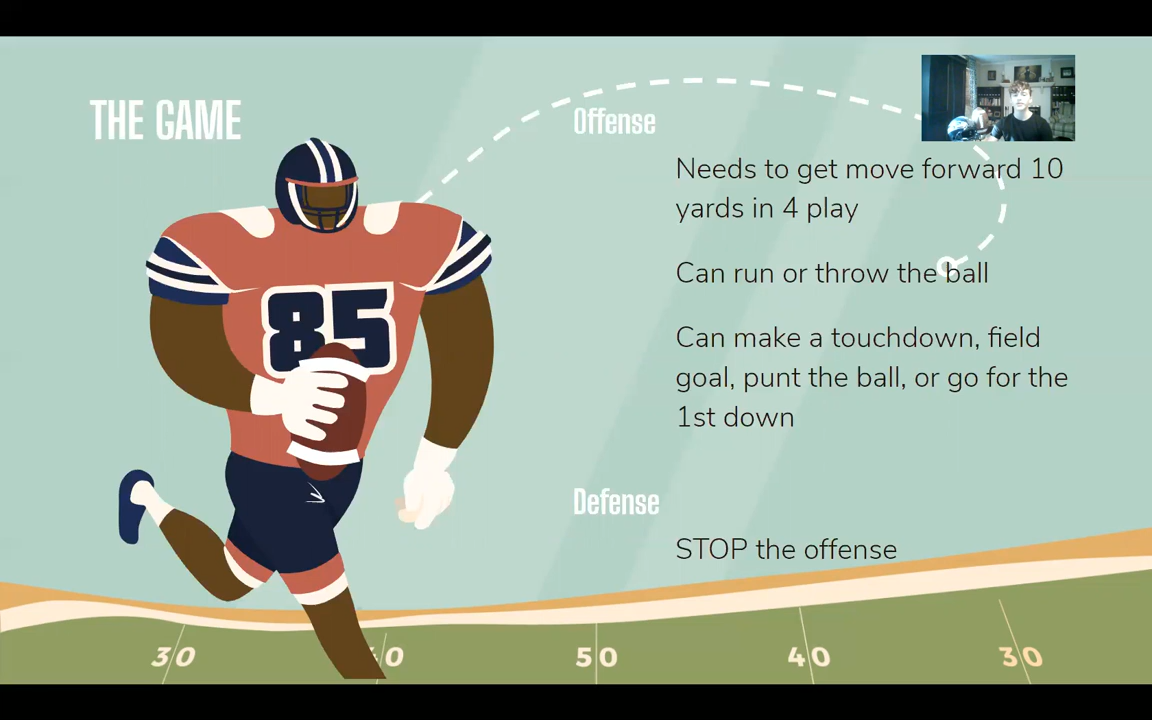 THE GAME
Offense
Needs to get move forward 10
yards in 4 play
Can run or throw the ball
Can make a touchdown, field
goal, punt the ball, or go for the
1st down
85
Defense
STOP the offense
30 40 50 40 30